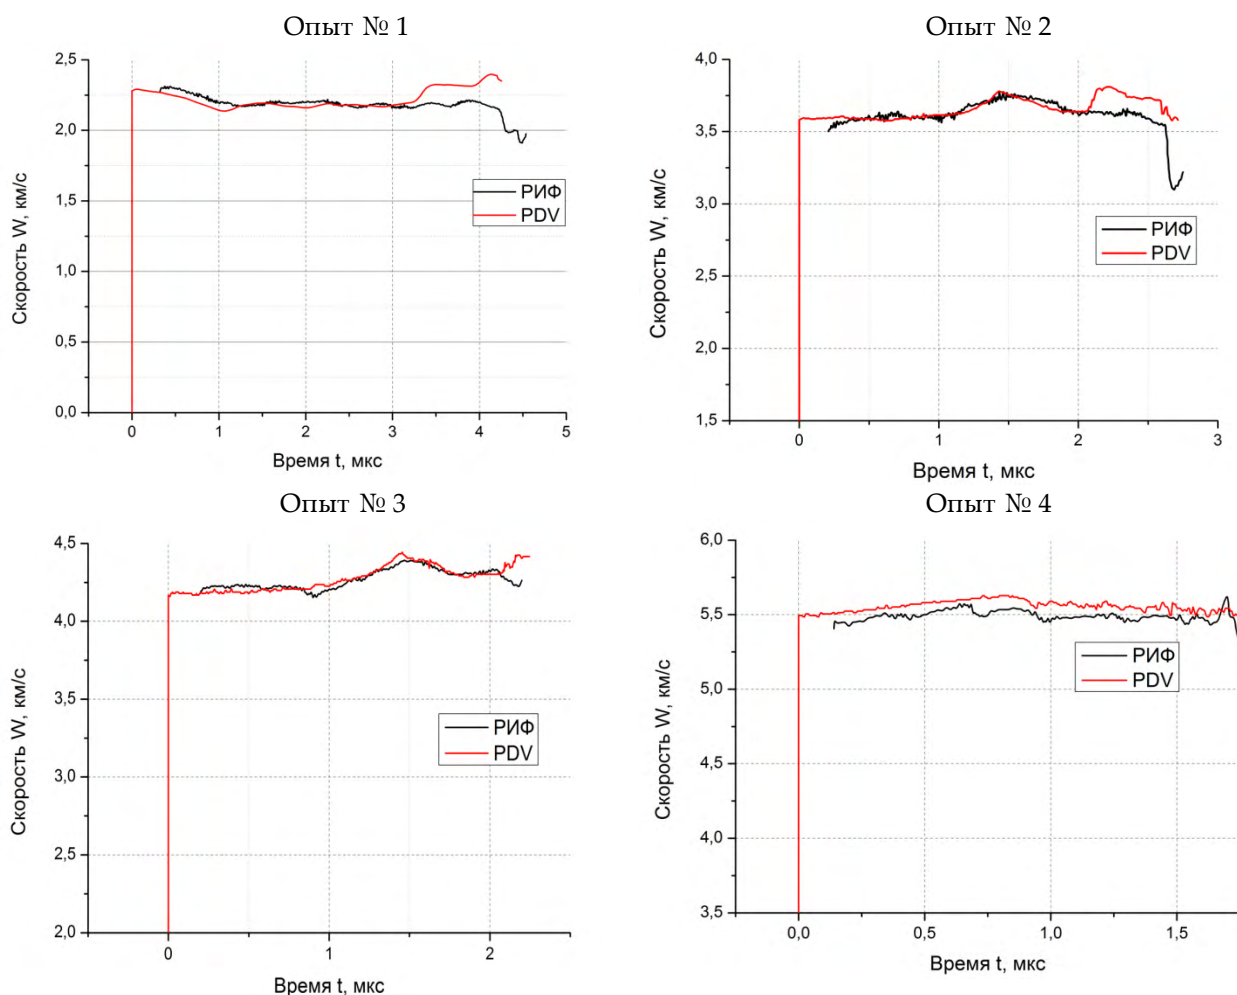 Опыт № 1
Скорость W, км/с
2,5
2,0
1,5
1,0
0,5
0,0
РИФ
PDV
0 1 2 3 4 5
Время t, мкс
Опыт № 2
Скорость W, км/с
4,0
3,5
3,0
2,5
2,0
1,5
РИФ
PDV
0 1 2 3
Время t, мкс
Опыт № 3
Скорость W, км/с
4,5
4,0
3,5
3,0
2,5
2,0
РИФ
PDV
0 1 2
Время t, мкс
Опыт № 4
Скорость W, км/с
6,0
5,5
5,0
4,5
4,0
3,5
РИФ
PDV
0,0 0,5 1,0 1,5
Время t, мкс